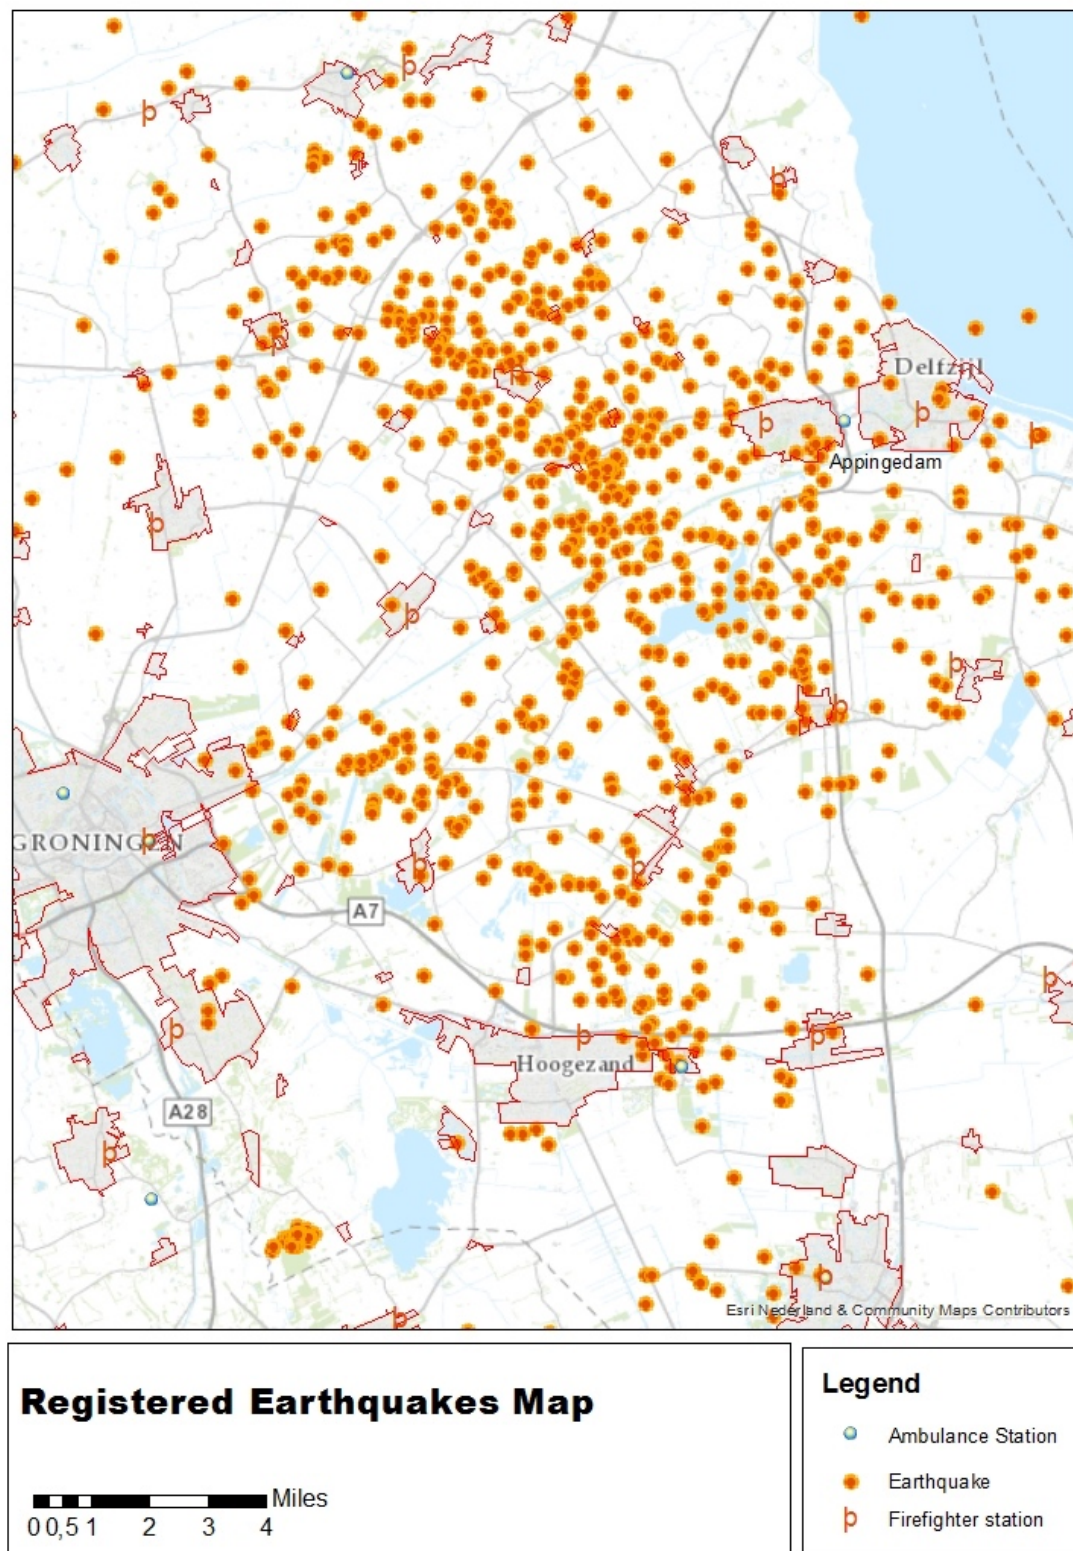 Delfzijl
Appingedam
GRONINGEN
A7
Hoogezand
A28
Esri Nederland & Community Maps Contributors
Registered Earthquakes Map
Miles
0 0,5 1 2 3 4
Legend
Ambulance Station
Earthquake
Firefighter station